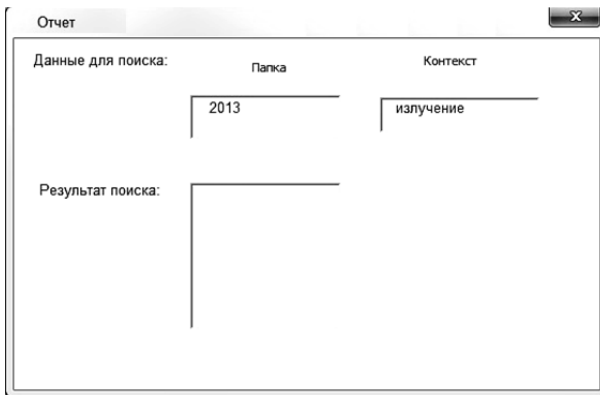 Отчет
Данные для поиска:
Папка
Контекст
2013
излучение
Результат поиска: